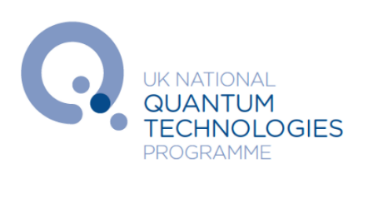 UK NATIONAL
QUANTUM
TECHNOLOGIES
PROGRAMME